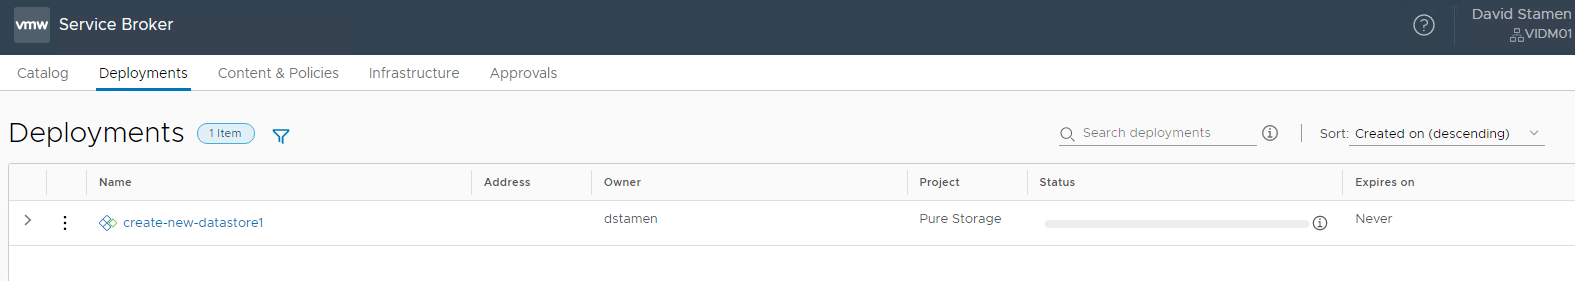 vmw Service Broker
David Stamen
VIDM01
Catalog Deployments Content & Policies Infrastructure Approvals
Deployments 1 Item Search deployments Sort: Created on (descending)
Name Address Owner Project Status Expires on
create-new-datastore1 dstamen Pure Storage Never